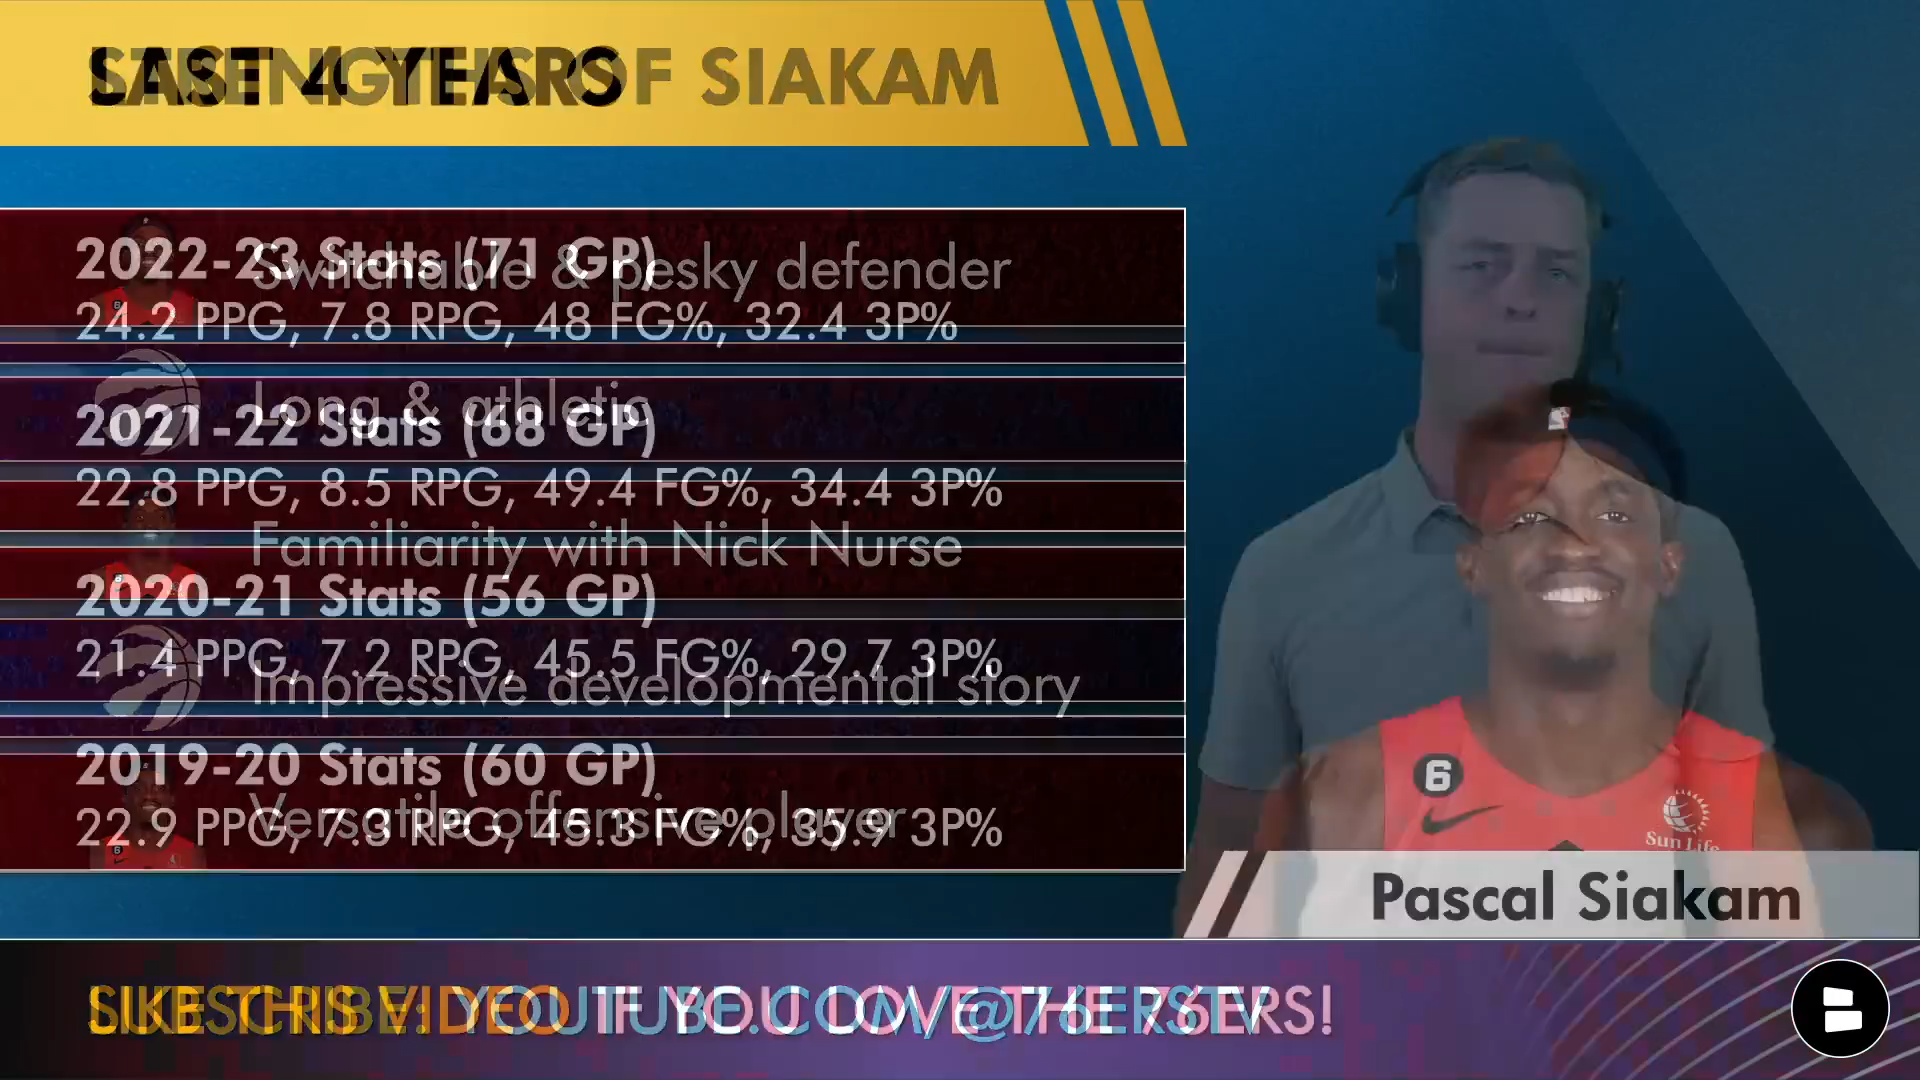 LAST 4 YEARS
STRENGTHS OF SIAKAM
2022-23 Stats (71 GP)
Switchable & pesky defender
24.2 PPG, 7.8 RPG, 48 FG%, 32.4 3P%
Long & athletic
2021-22 Stats (68 GP)
22.8 PPG, 8.5 RPG, 49.4 FG%, 34.4 3P%
Familiarity with Nick Nurse
2020-21 Stats (56 GP)
21.4 PPG, 7.2 RPG, 45.5 FG%, 29.7 3P%
Impressive developmental story
2019-20 Stats (60 GP)
Versatile offensive player
22.9 PPG, 7.3 RPG, 45.3 FG%, 35.9 3P%
6
Sun Life
Pascal Siakam
LIKE THIS VIDEO IF YOU LOVE THE 76ERS!
SUBSCRIBE! YOUTUBE.COM/@76ERSTV